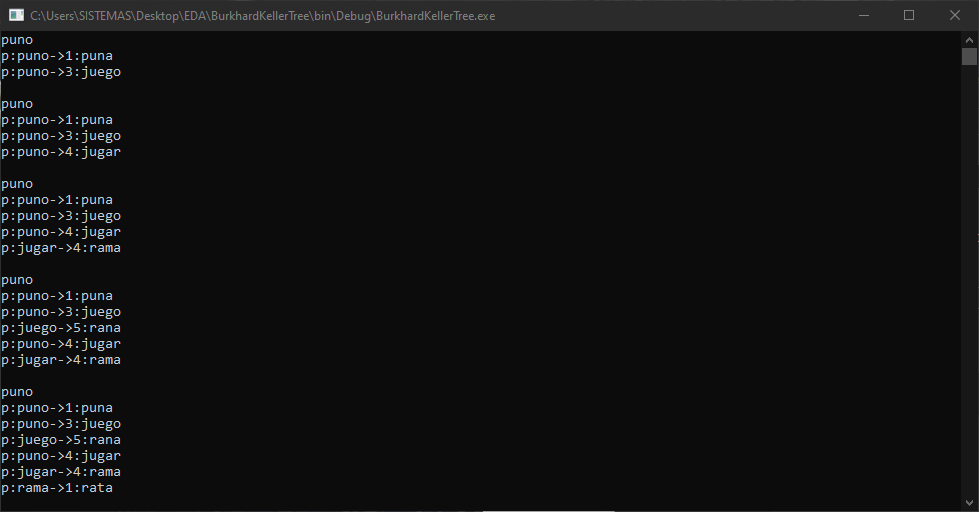 C:\Users\SISTEMAS\Desktop\EDA\BurkhardKellerTree\bin\Debug\BurkhardKellerTree.exe
puno
p:puno->1:puna
p:puno->3:juego
puno
p:puno->1:puna
p:puno->3:juego
p:puno->4:jugar
puno
p:puno->1:puna
p:puno->3:juego
p:puno->4:jugar
p:jugar->4:rama
puno
p:puno->1:puna
p:puno->3:juego
p:juego->5:rana
p:puno->4:jugar
p:jugar->4:rama
puno
p:puno->1:puna
p:puno->3:juego
p:juego->5:rana
p:puno->4:jugar
p:jugar->4:rama
p:rama->1:rata